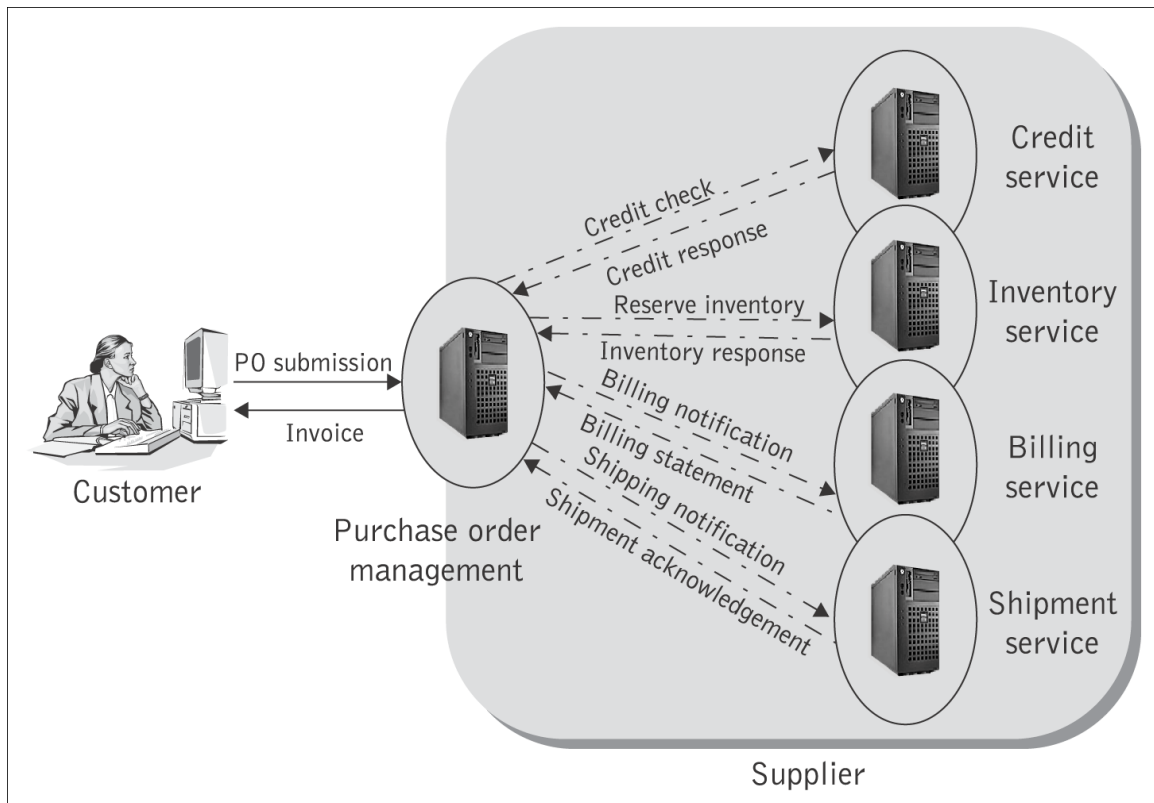 Credit
service
Credit check
Credit response
Inventory
service
Reserve inventory
Inventory response
PO submission
Invoice
Customer
Purchase order
management
Billing notification
Billing statement
Billing
service
Shipping notification
Shipment acknowledgement
Shipment
service
Supplier